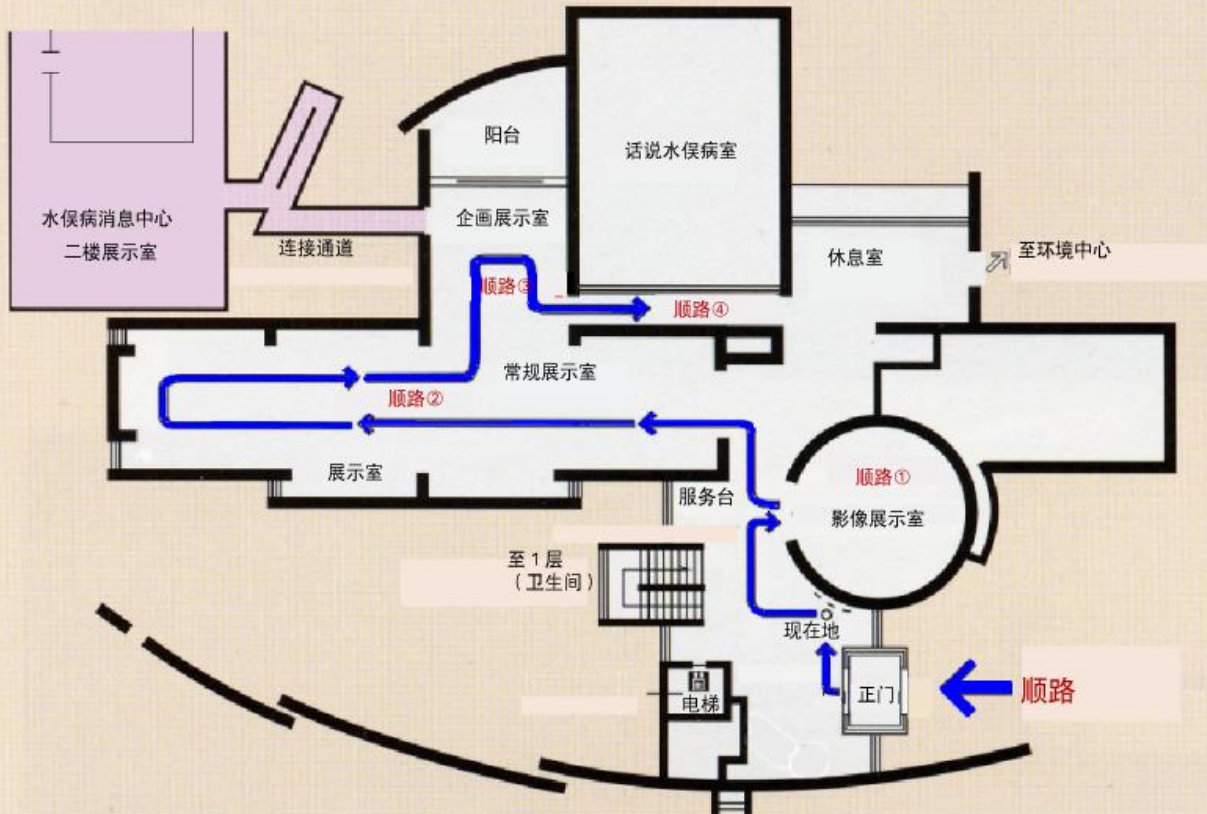 阳台
话说水俣病室
水俣病消息中心
二楼展示室
连接通道
企画展示室
休息室
至环境中心
顺路③
顺路④
常规展示室
顺路②
展示室
服务台
顺路①
影像展示室
至1层
(卫生间)
现在地
电梯
正门
顺路